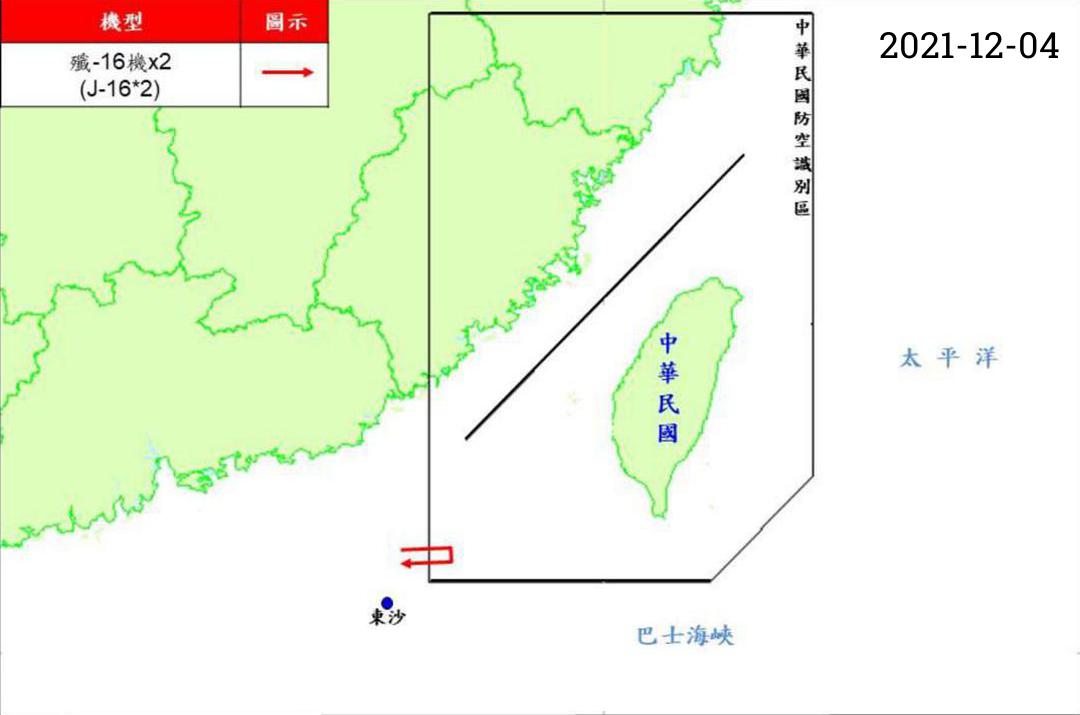 機型
圖示
殲-16機x2
(J-16*2)
2021-12-04
中華民國防空識別區
中華民國
太平洋
東沙
巴士海峽